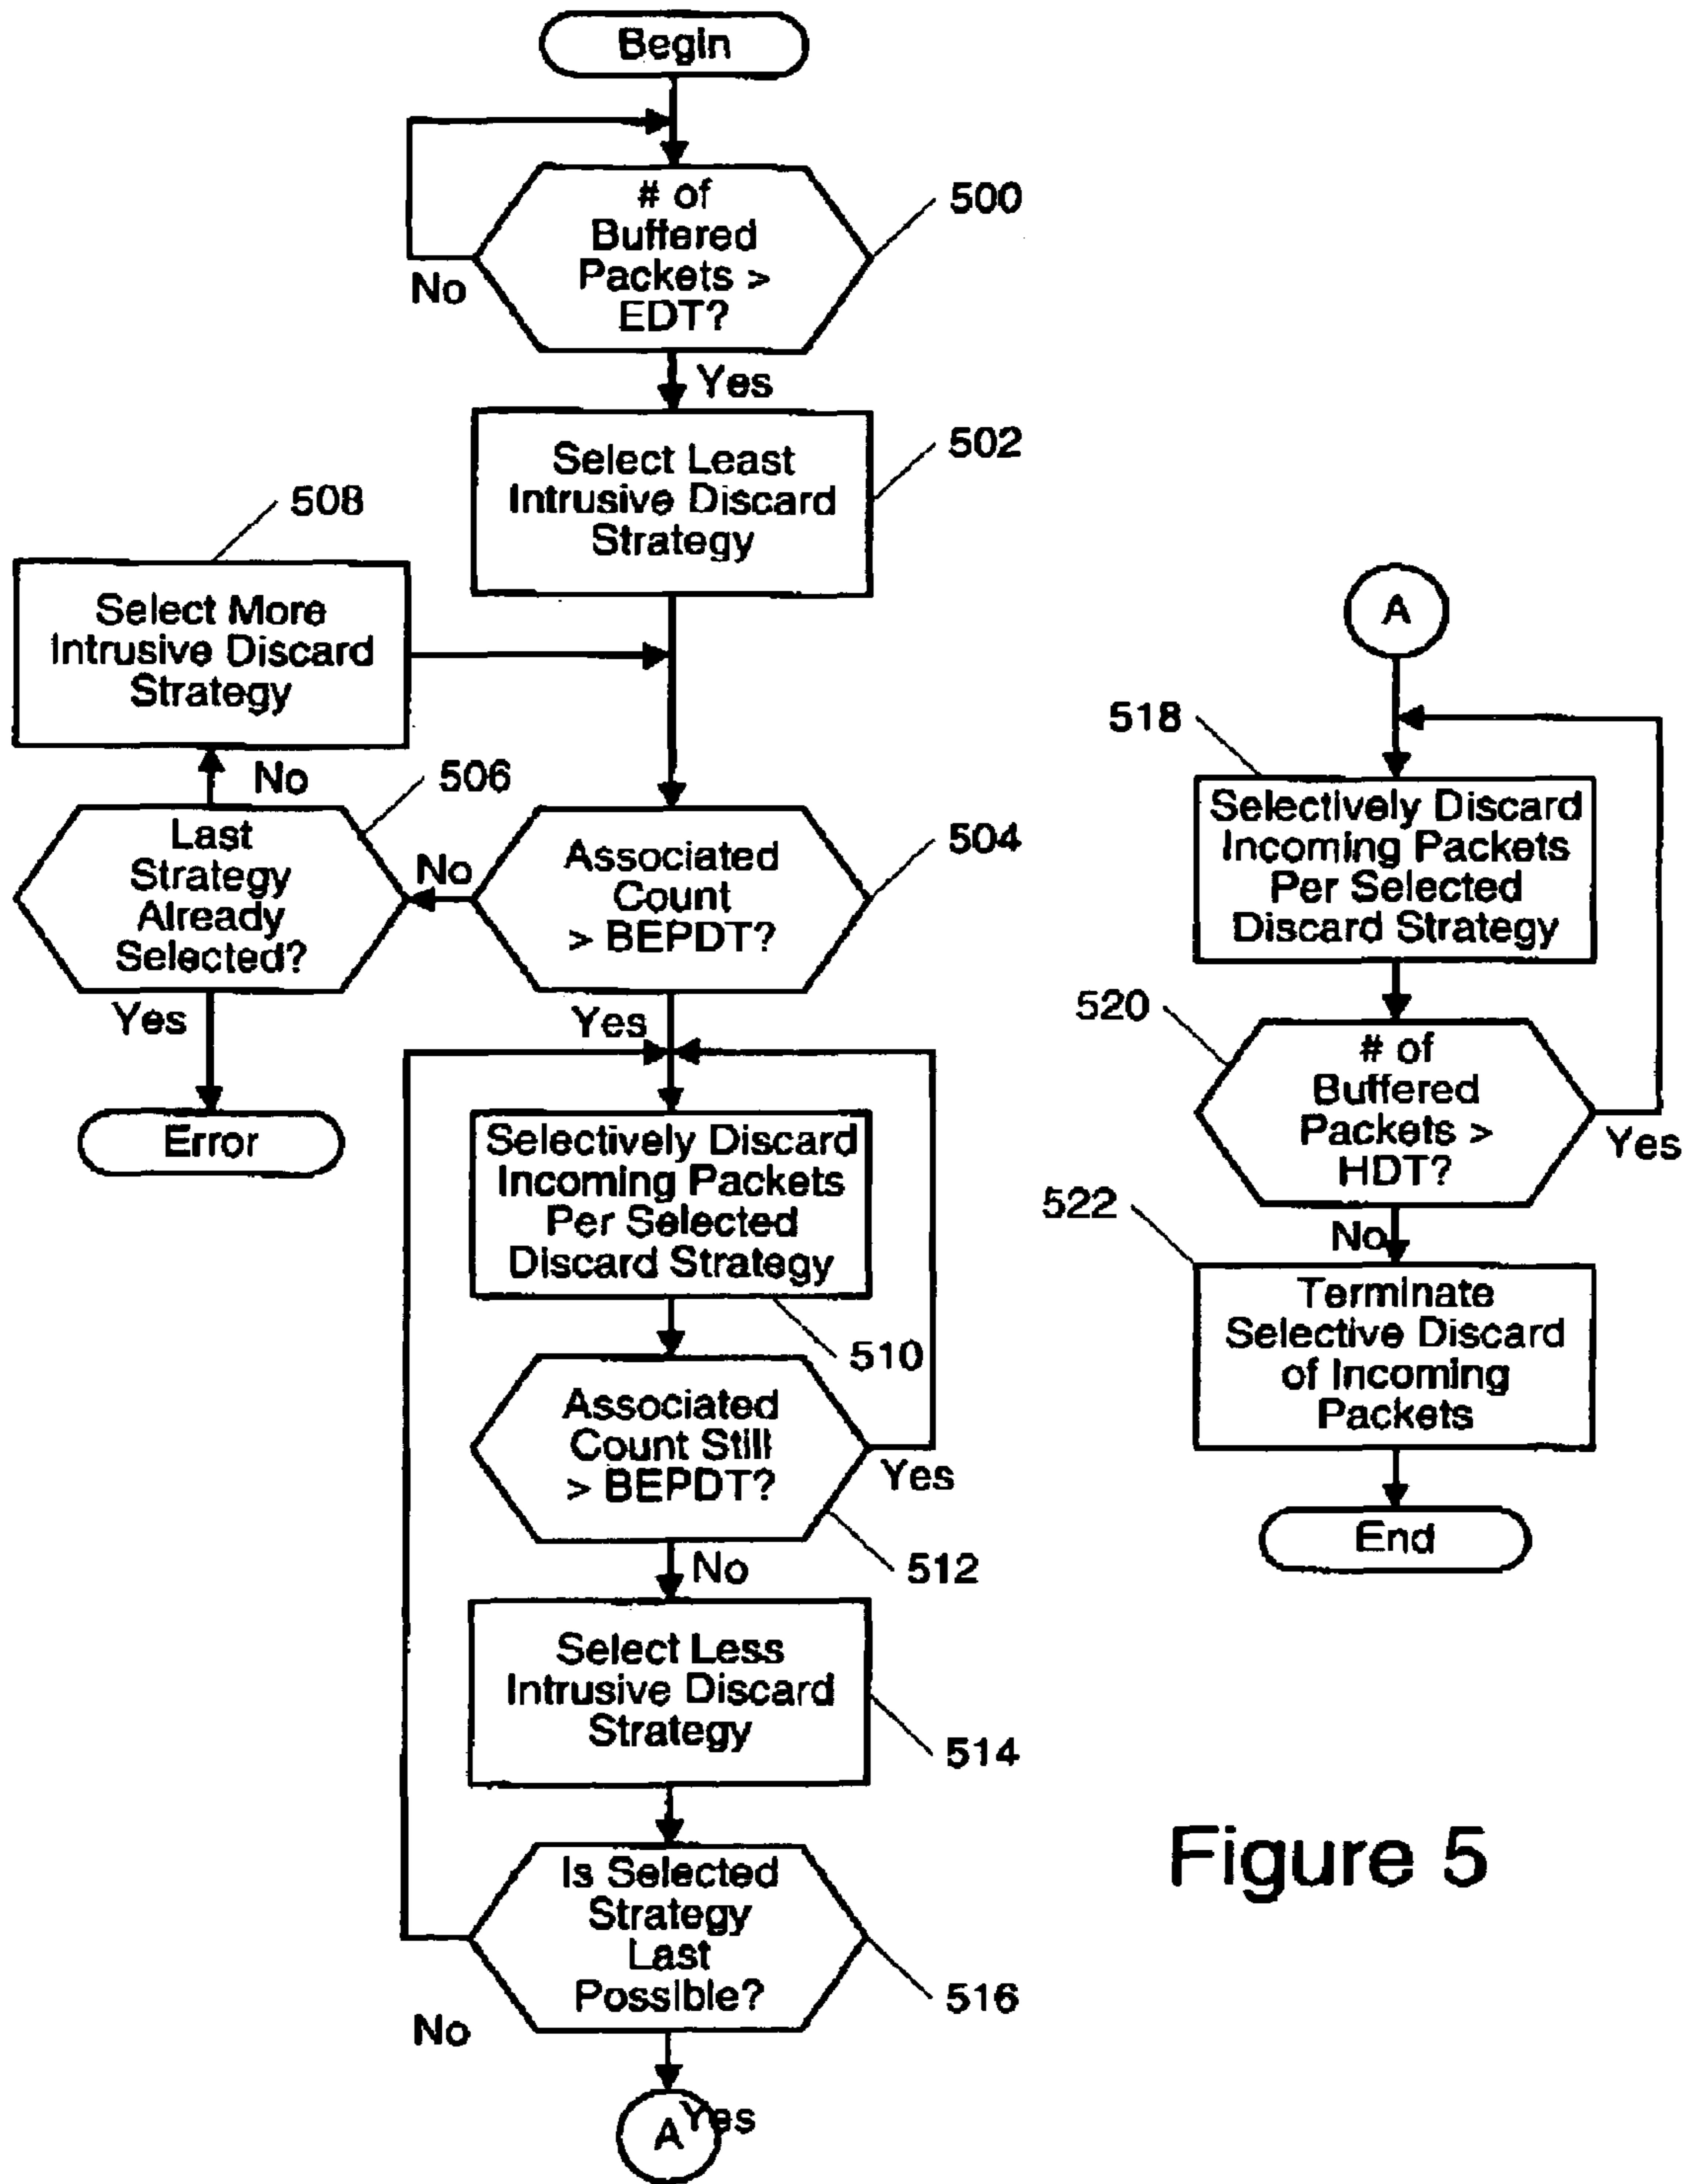 Begin
# of
Buffered
Packets >
EDT?
500
No
Yes
Select Least
Intrusive Discard
Strategy
502
508
Select More
Intrusive Discard
Strategy
No
506
Last
Strategy
Already
Selected?
No
Associated
Count
> BEPDT?
504
Yes
Error
Yes
Selectively Discard
Incoming Packets
Per Selected
Discard Strategy
510
Associated
Count Still
> BEPDT?
Yes
512
No
Select Less
Intrusive Discard
Strategy
514
Is Selected
Strategy
Last
Possible?
516
No
Yes
A
A
518
Selectively Discard
Incoming Packets
Per Selected
Discard Strategy
520
# of
Buffered
Packets >
HDT?
Yes
522
No
Terminate
Selective Discard
of Incoming
Packets
End
Figure 5